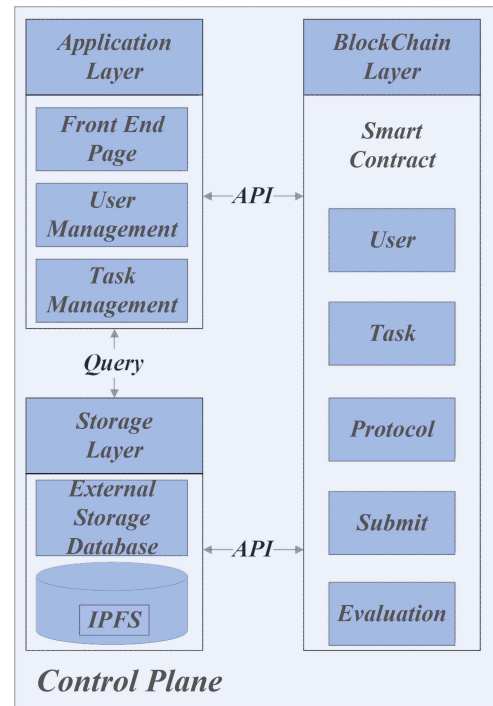 Application
Layer
Front End
Page
User
Management
Task
Management
Query
Storage
Layer
External
Storage
Database
IPFS
API
API
BlockChain
Layer
Smart
Contract
User
Task
Protocol
Submit
Evaluation
Control Plane